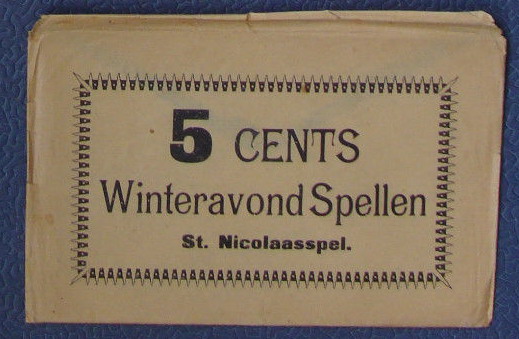 5 CENTS
Winteravond Spellen
St. Nicolaasspel.